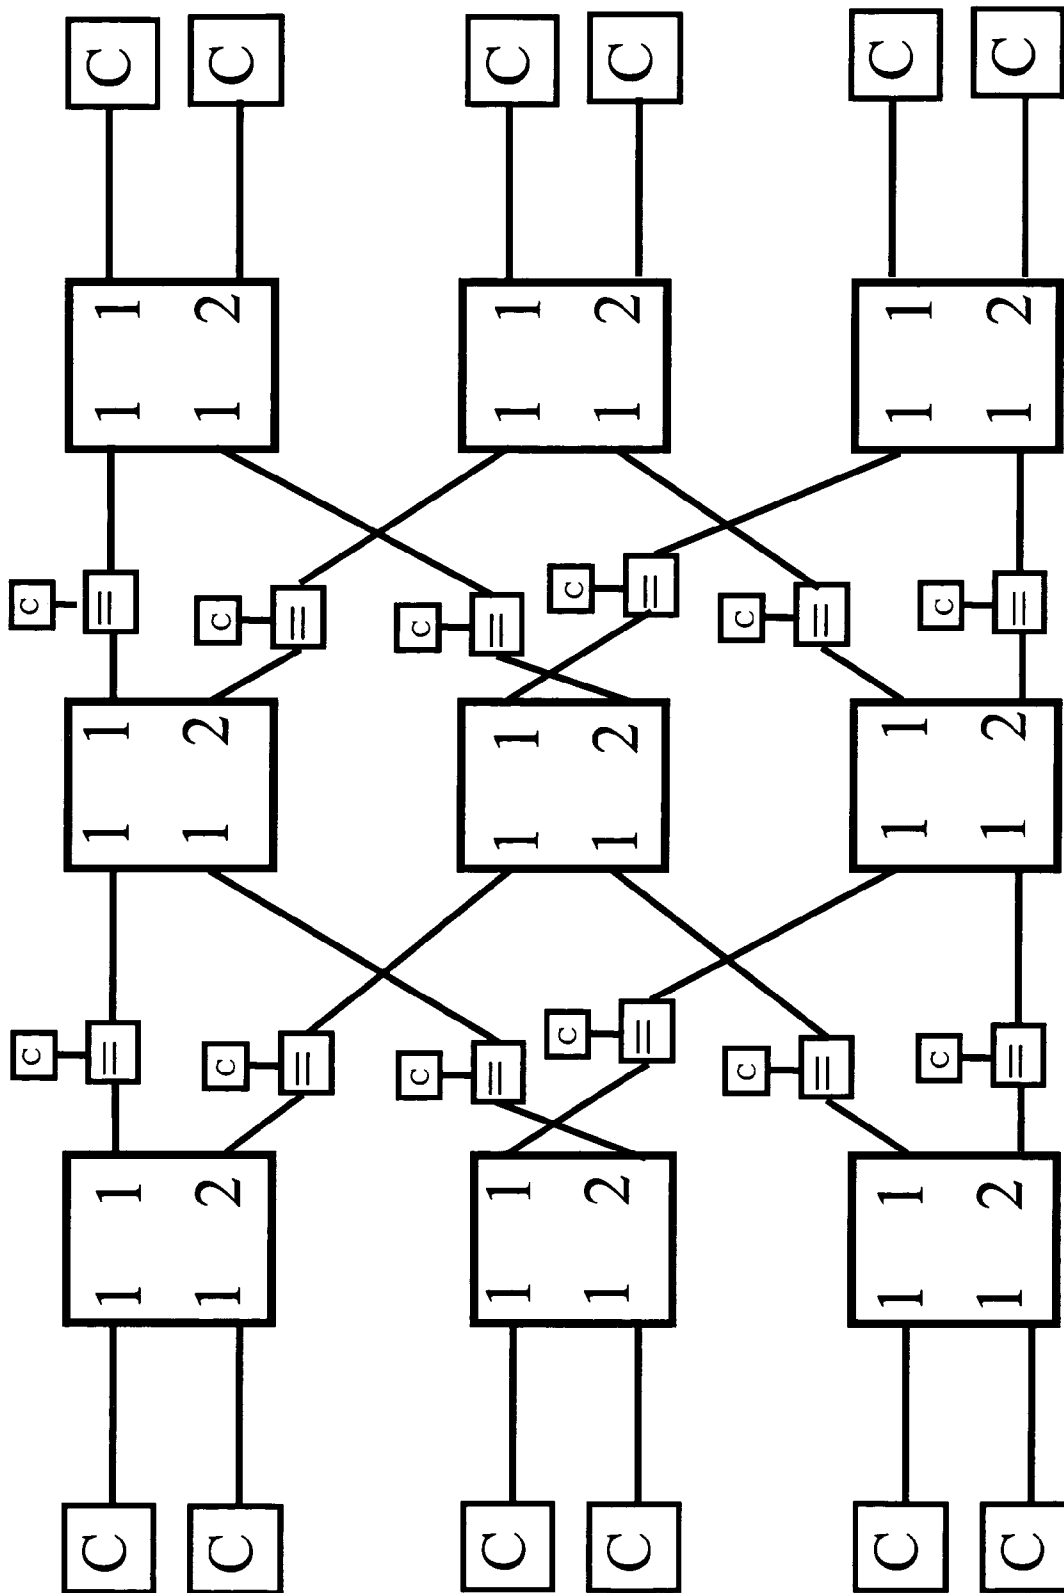 c c
C 1 1 = 1 1 = 1 1 C
c c
C 1 2 1 2 1 2 C
= =
c c
= =
C 1 1 1 1 1 1 C
c c
C 1 2 1 2 1 2 C
= =
c c
= =
C 1 1 1 1 1 1 C
c c
C 1 2 = 1 2 = 1 2 C